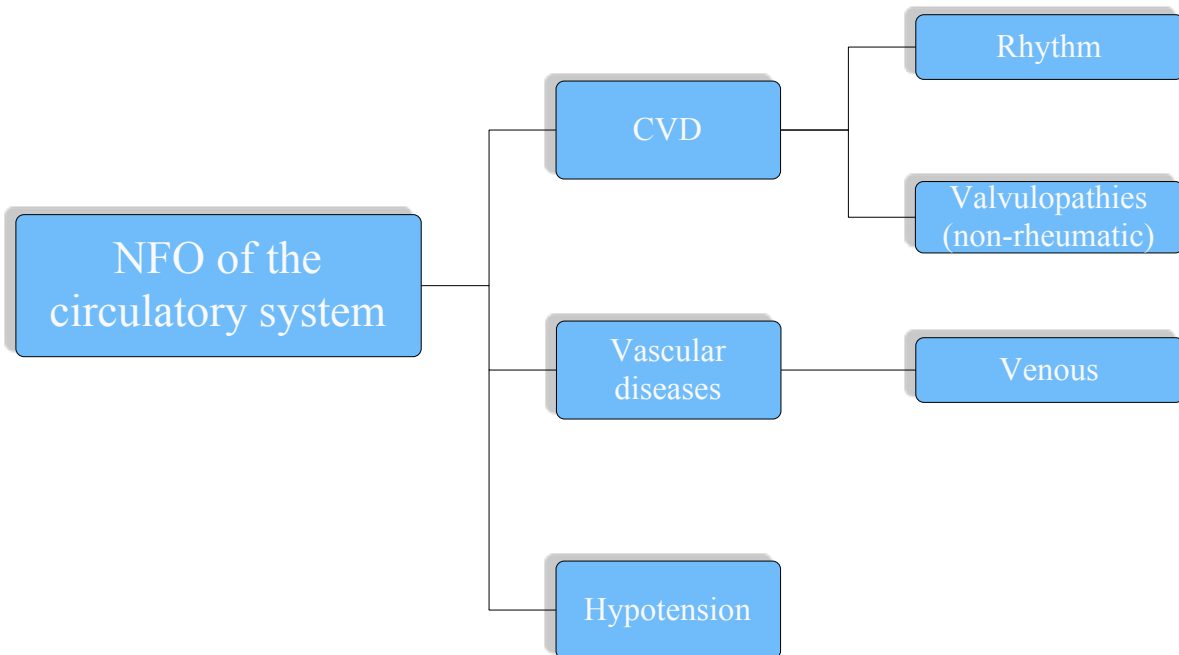 NFO of the
circulatory system
CVD
Rhythm
Valvulopathies
(non-rheumatic)
Vascular
diseases
Venous
Hypotension